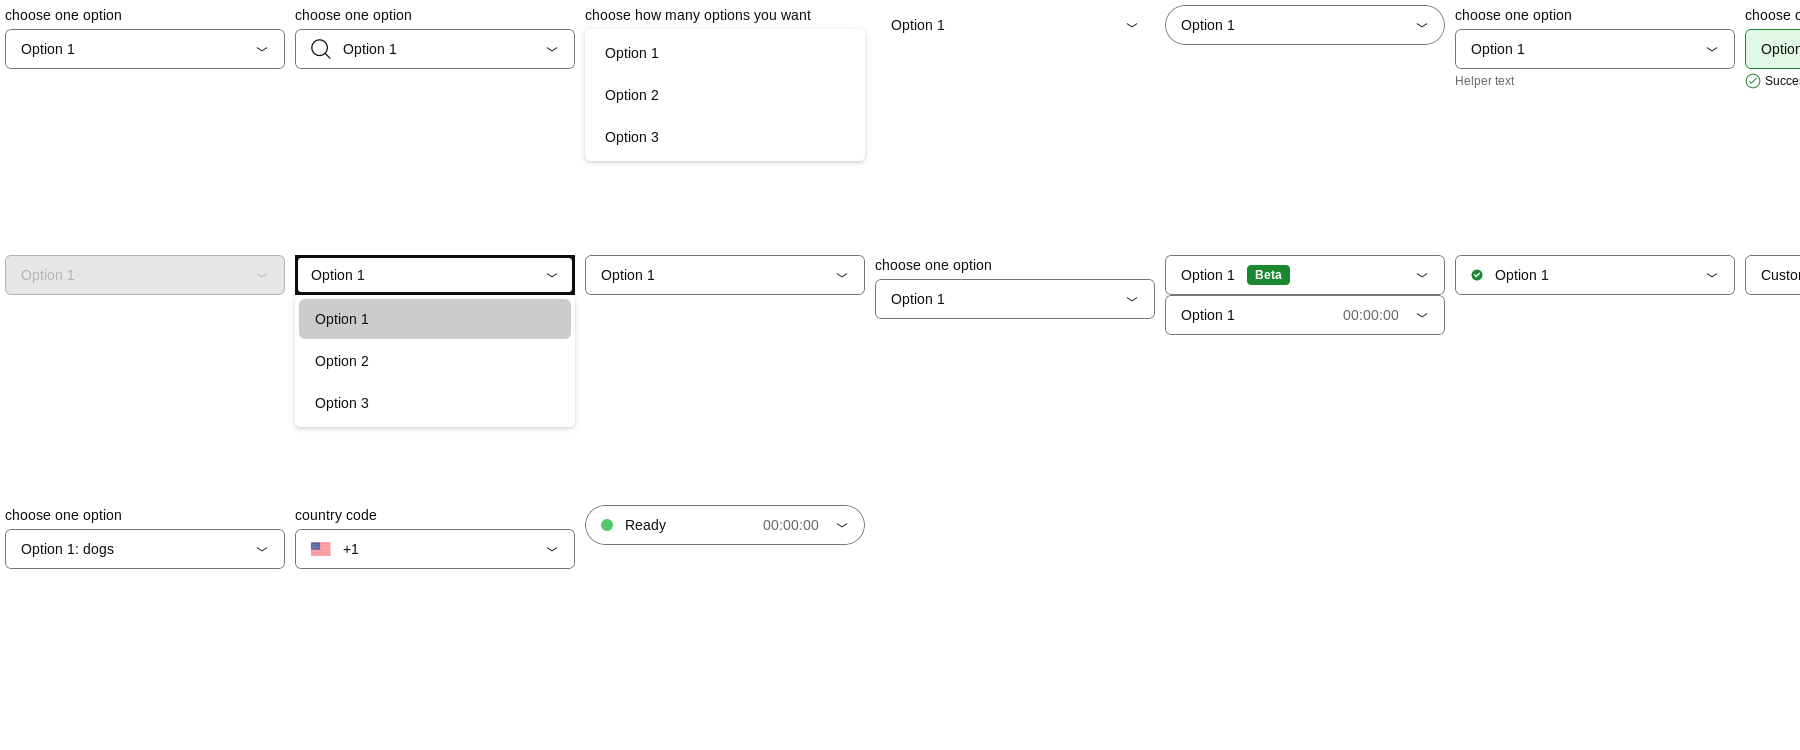 choose one option
Option 1
choose one option
Option 1
choose how many options you want
Option 1
Option 2
Option 3
Option 1
Option 1
choose one option
Option 1
Helper text
choose
Option 1
Option 1
Option 1
Option 2
Option 3
Option 1
choose one option
Option 1
Option 1 Beta
Option 1 00:00:00
Option 1
choose one option
Option 1: dogs
country code
+1
Ready 00:00:00